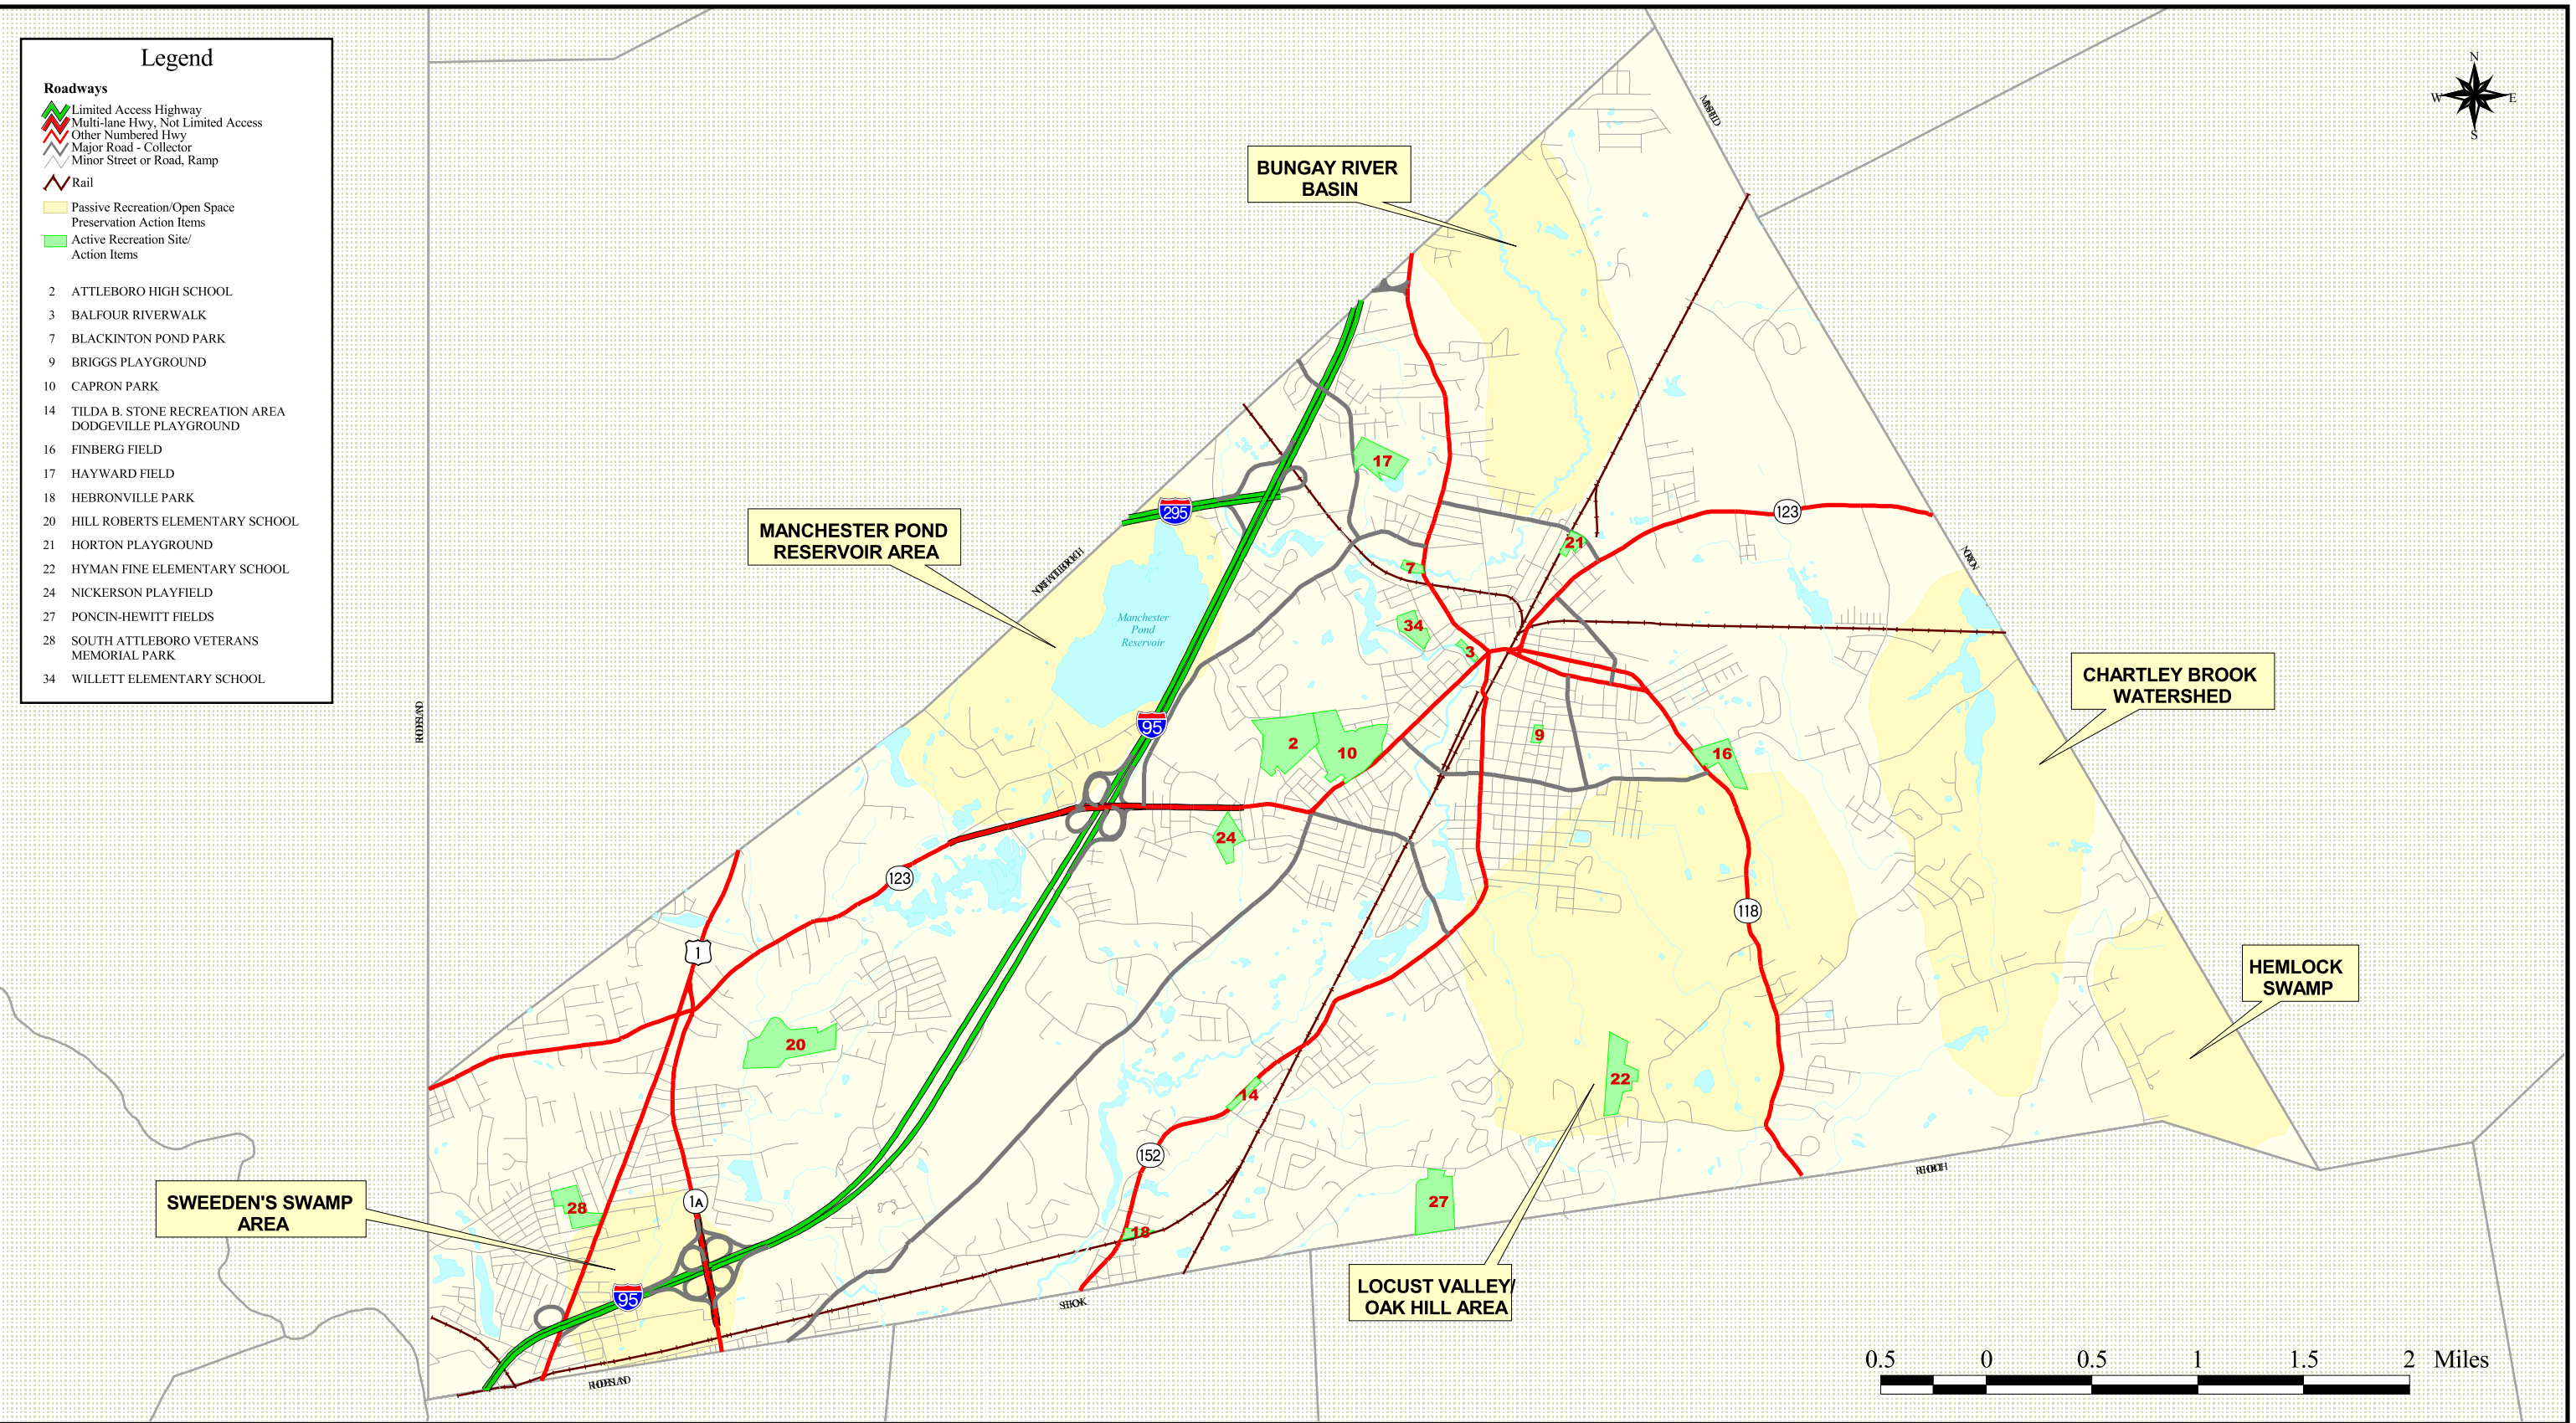 Legend
Roadways
Limited Access Highway
Multi-lane Hwy, Not Limited Access
Other Numbered Hwy
Major Road - Collector
Minor Street or Road, Ramp
Rail
Passive Recreation/Open Space
Preservation Action Items
Active Recreation Site/
Action Items
2 ATTLEBORO HIGH SCHOOL
3 BALFOUR RIVERWALK
7 BLACKINTON POND PARK
9 BRIGGS PLAYGROUND
10 CAPRON PARK
14 TILDA B. STONE RECREATION AREA
DODGEVILLE PLAYGROUND
16 FINBERG FIELD
17 HAYWARD FIELD
18 HEBRONVILLE PARK
20 HILL ROBERTS ELEMENTARY SCHOOL
21 HORTON PLAYGROUND
22 HYMAN FINE ELEMENTARY SCHOOL
24 NICKERSON PLAYFIELD
27 PONCIN-HEWITT FIELDS
28 SOUTH ATTLEBORO VETERANS
MEMORIAL PARK
34 WILLETT ELEMENTARY SCHOOL
N
W E
S
BUNGAY RIVER
BASIN
17
295
123
MANCHESTER POND
RESERVOIR AREA
21
7
Manchester
Pond
Reservoir
34
3
CHARTLEY BROOK
WATERSHED
95
2
10
9
16
24
123
118
1
HEMLOCK
SWAMP
20
22
14
152
SWEEDEN'S SWAMP
AREA
1A
28
27
18
95
LOCUST VALLEY/
OAK HILL AREA
0.5 0 0.5 1 1.5 2 Miles